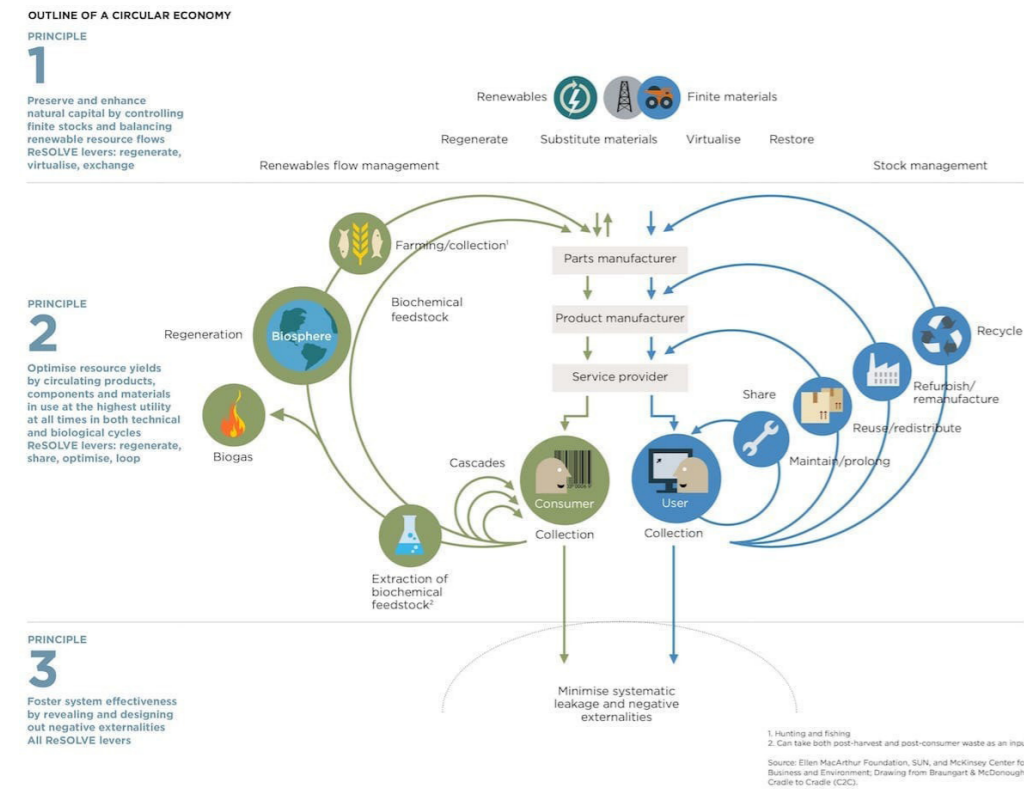 OUTLINE OF A CIRCULAR ECONOMY
PRINCIPLE
1
Preserve and enhance
natural capital by controlling
finite stocks and balancing
renewable resource flows
ReSOLVE levers: regenerate,
virtualise, exchange
Renewables
Finite materials
Regenerate
Substitute materials
Virtualise
Restore
Renewables flow management
Stock management
PRINCIPLE
2
Optimise resource yields
by circulating products,
components and materials
in use at the highest utility
at all times in both technical
and biological cycles
ReSOLVE levers: regenerate,
share, optimise, loop
Farming/collection¹
Biochemical
feedstock
Regeneration
Biosphere
Biogas
Cascades
Extraction of
biochemical
feedstock²
Parts manufacturer
Product manufacturer
Service provider
Consumer
Collection
User
Collection
Share
Maintain/prolong
Reuse/redistribute
Refurbish/
remanufacture
Recycle
PRINCIPLE
3
Foster system effectiveness
by revealing and designing
out negative externalities
All ReSOLVE levers
Minimise systematic
leakage and negative
externalities
1. Hunting and fishing
2. Can take both post-harvest and post-consumer waste as an inpu
Source: Ellen MacArthur Foundation, SUN, and McKinsey Center fo
Business and Environment; Drawing from Braungart & McDonough
Cradle to Cradle (C2C).